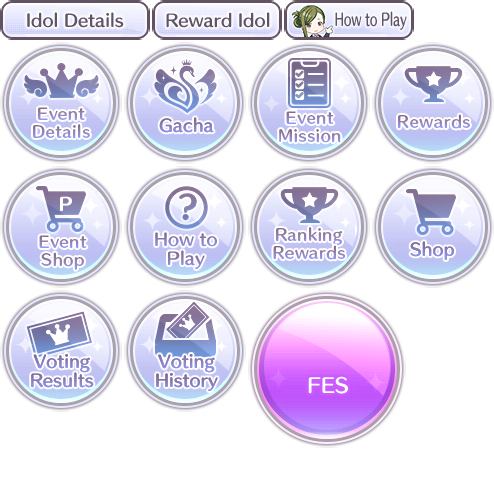 Idol Details
Reward Idol
How to Play
Event
Details
Gacha
Event
Mission
Rewards
P
Event
Shop
?
How to
Play
Ranking
Rewards
Shop
Voting
Results
Voting
History
FES